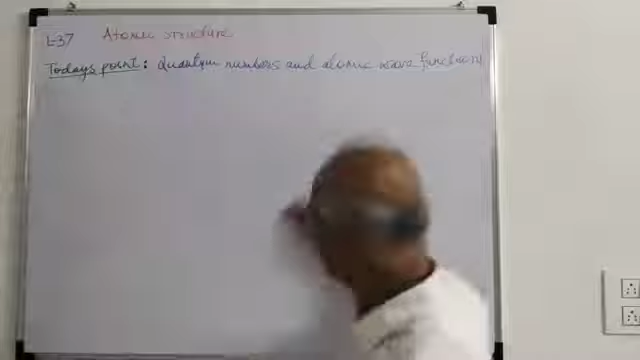 L-37 Atomic structure
Todays point : Quantum numbers and atomic wave functions